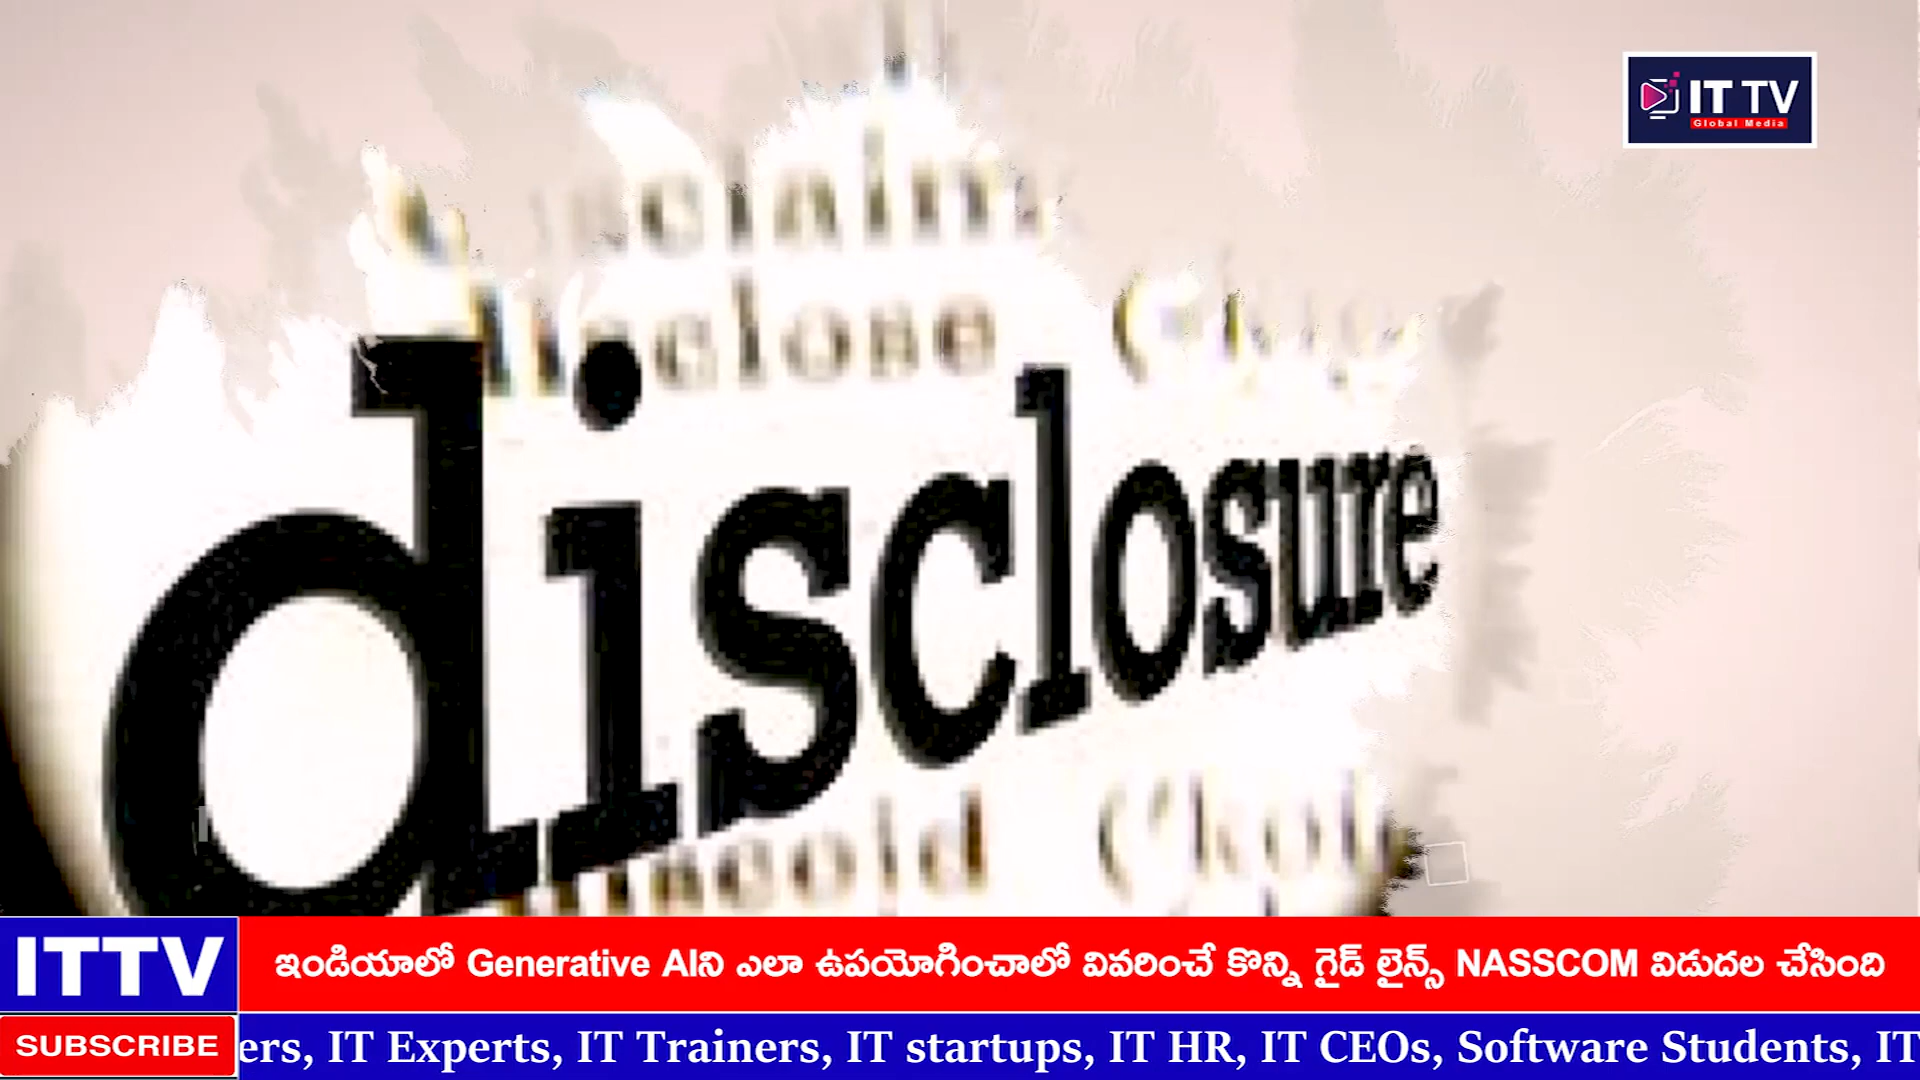 IT TV
Global Media
disclose
disclosure
ITTV
ఇండియాలో Generative AIని ఎలా ఉపయోగించాలో వివరించే కొన్ని గైడ్ లైన్స్ NASSCOM విడుదల చేసింది
SUBSCRIBE
ers, IT Experts, IT Trainers, IT startups, IT HR, IT CEOs, Software Students, IT